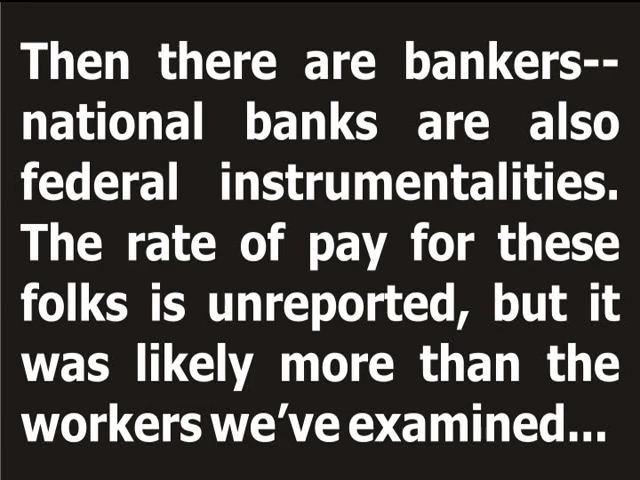 Then there are bankers--
national banks are also
federal instrumentalities.
The rate of pay for these
folks is unreported, but it
was likely more than the
workers we’ve examined...